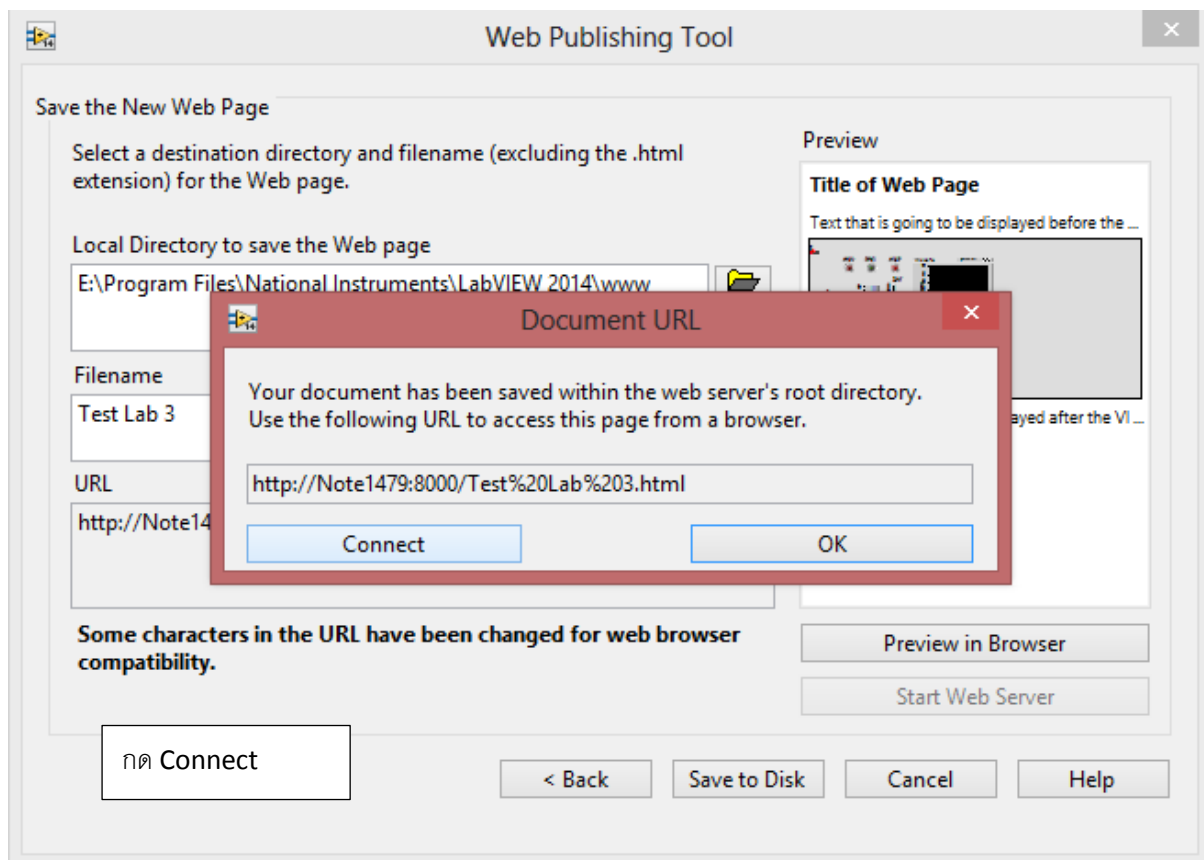 Web Publishing Tool
Save the New Web Page
Select a destination directory and filename (excluding the .html
extension) for the Web page.
Local Directory to save the Web page
E:\Program Files\National Instruments\LabVIEW 2014\www
Filename
Test Lab 3
URL
http://Note14
Some characters in the URL have been changed for web browser
compatibility.
Preview
Title of Web Page
Text that is going to be displayed before the ...
ayed after the VI ...
Document URL
Your document has been saved within the web server's root directory.
Use the following URL to access this page from a browser.
http://Note1479:8000/Test%20Lab%203.html
Connect
OK
Preview in Browser
Start Web Server
กด Connect
< Back
Save to Disk
Cancel
Help